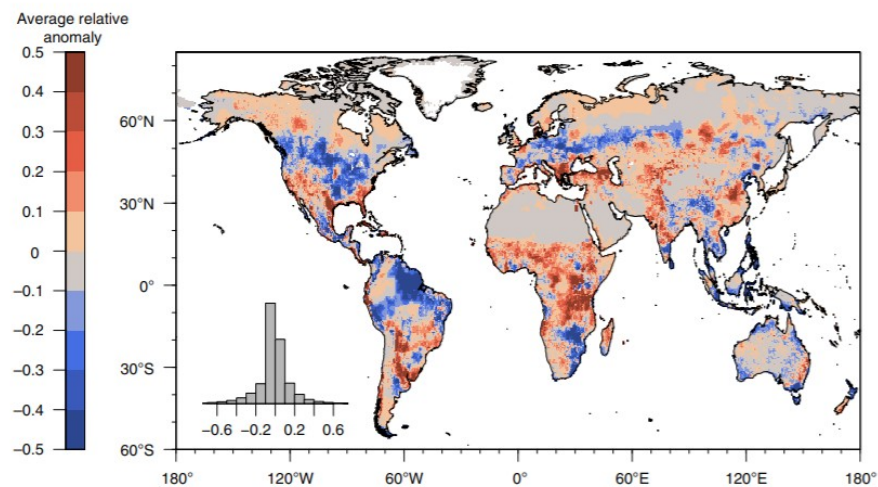 Average relative
anomaly
0.5
0.4
0.3
0.2
0.1
0
−0.1
−0.2
−0.3
−0.4
−0.5
60°N
30°N
0°
30°S
60°S
−0.6 −0.2 0.2 0.6
180° 120°W 60°W 0° 60°E 120°E 180°